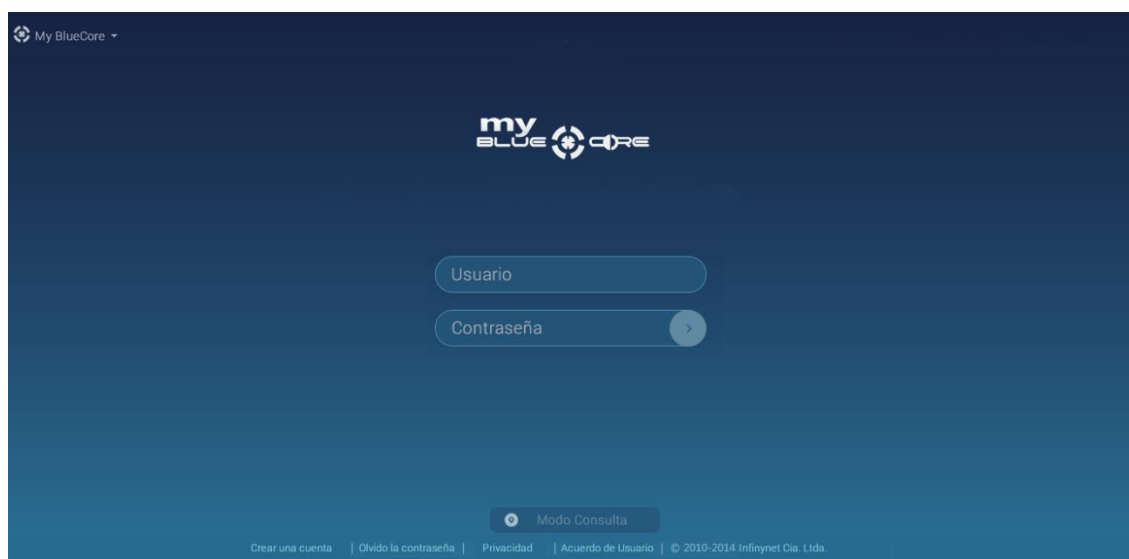 My BlueCore
my
BLUE CORE
Usuario
Contraseña
Modo Consulta
Crear una cuenta | Olvido la contraseña | Privacidad | Acuerdo de Usuario | © 2010-2014 Infinynet Cia. Ltda.